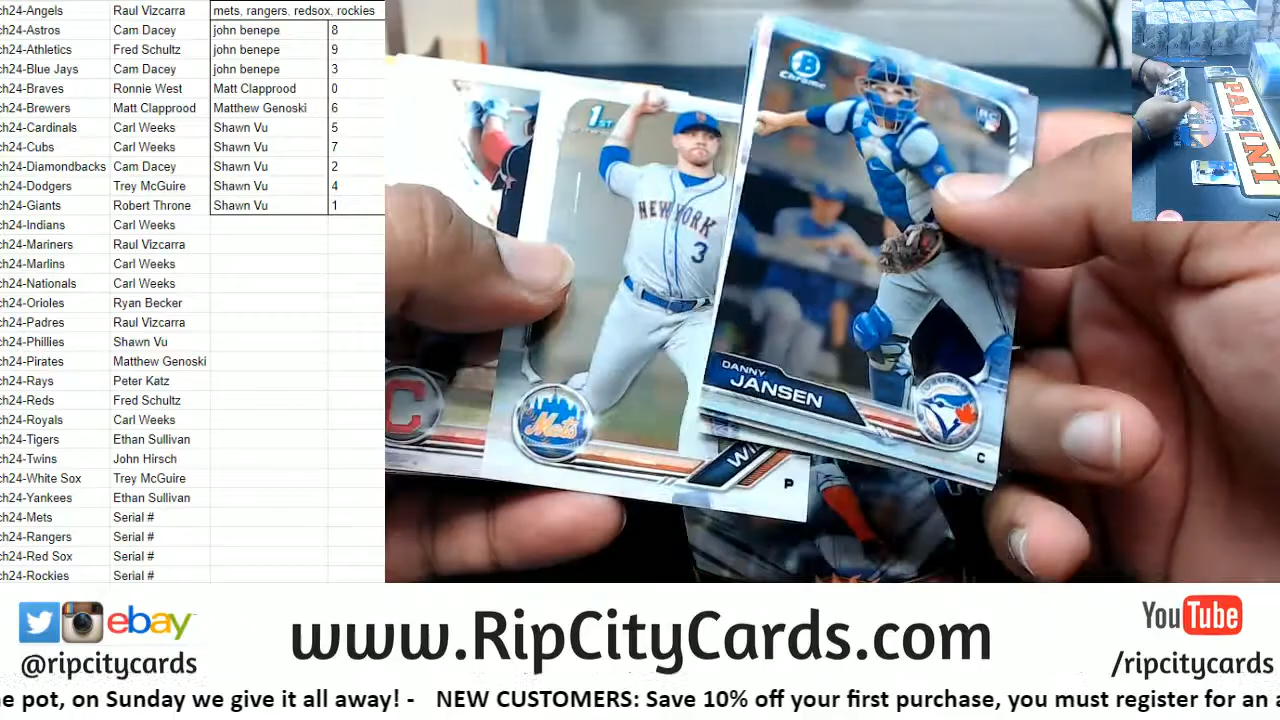 ch24-Angels Raul Vizcarra mets, rangers, redsox, rockies
ch24-Astros Cam Dacey john benepe 8
ch24-Athletics Fred Schultz john benepe 9
ch24-Blue Jays Cam Dacey john benepe 3
ch24-Braves Ronnie West Matt Clapprood 0
ch24-Brewers Matt Clapprood Matthew Genoski 6
ch24-Cardinals Carl Weeks Shawn Vu 5
ch24-Cubs Carl Weeks Shawn Vu 7
ch24-Diamondbacks Cam Dacey Shawn Vu 2
ch24-Dodgers Trey McGuire Shawn Vu 4
ch24-Giants Robert Throne Shawn Vu 1
ch24-Indians Carl Weeks
ch24-Mariners Raul Vizcarra
ch24-Marlins Carl Weeks
ch24-Nationals Carl Weeks
ch24-Orioles Ryan Becker
ch24-Padres Raul Vizcarra
ch24-Phillies Shawn Vu
ch24-Pirates Matthew Genoski
ch24-Rays Peter Katz
ch24-Reds Fred Schultz
ch24-Royals Carl Weeks
ch24-Tigers Ethan Sullivan
ch24-Twins John Hirsch
ch24-White Sox Trey McGuire
ch24-Yankees Ethan Sullivan
ch24-Mets Serial #
ch24-Rangers Serial #
ch24-Red Sox Serial #
ch24-Rockies Serial #
B
Chrome
RC
DANNY
JANSEN
C
1ST
NEW YORK
3
Mets
WI
P
C
PANINI
ebay
@ripcitycards
www.RipCityCards.com
YouTube
/ripcitycards
he pot, on Sunday we give it all away! - NEW CUSTOMERS: Save 10% off your first purchase, you must register for an a